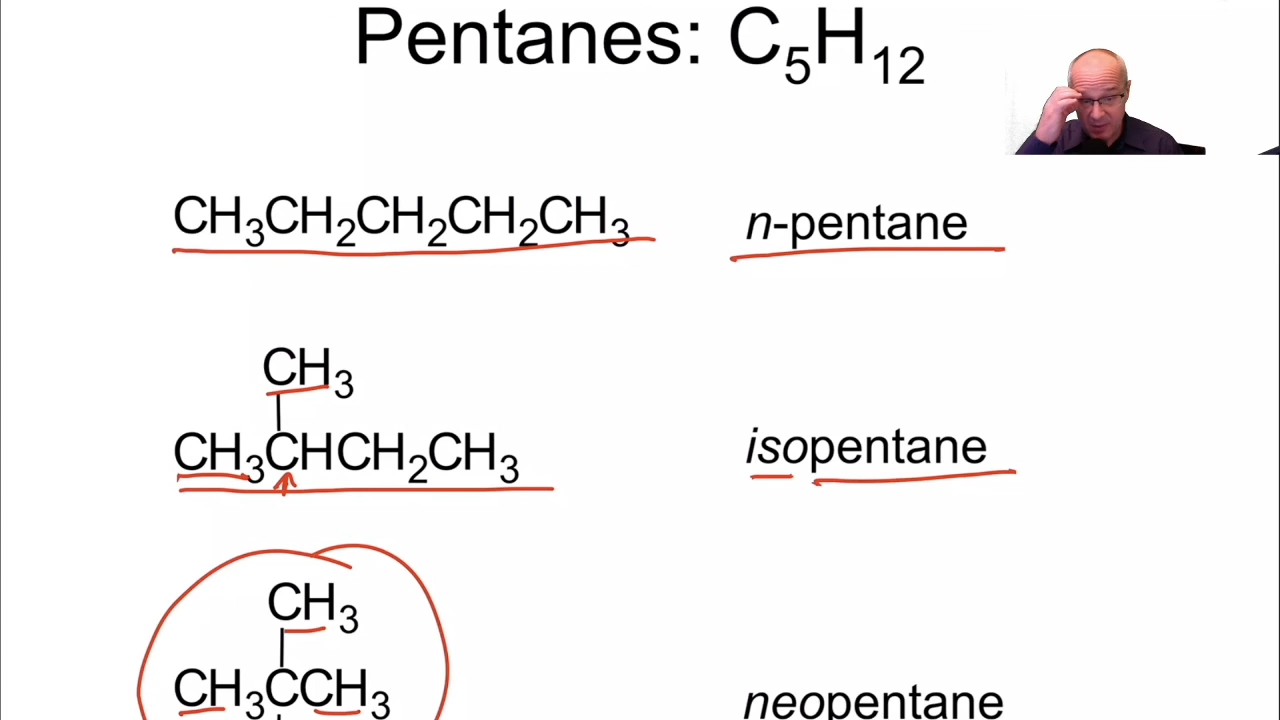 Pentanes: C₅H₁₂
CH₃CH₂CH₂CH₂CH₃ n-pentane
CH₃
CH₃CHCH₂CH₃ isopentane
CH₃
CH₃CCH₃ neopentane